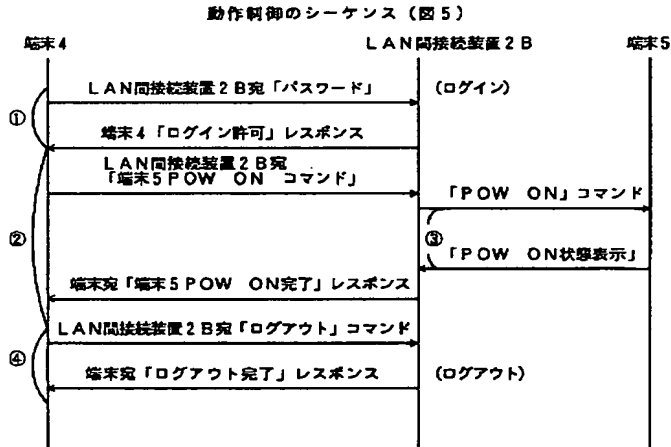 動作制御のシーケンス（図5）
端末4
LAN間接続装置2B
端末5
LAN間接続装置2B宛「パスワード」
(ログイン)
①
端末4「ログイン許可」レスポンス
LAN間接続装置2B宛
「端末5POW ON コマンド」
「POW ON」コマンド
②
③
「POW ON状態表示」
端末宛「端末5POW ON完了」レスポンス
LAN間接続装置2B宛「ログアウト」コマンド
④
端末宛「ログアウト完了」レスポンス
(ログアウト)